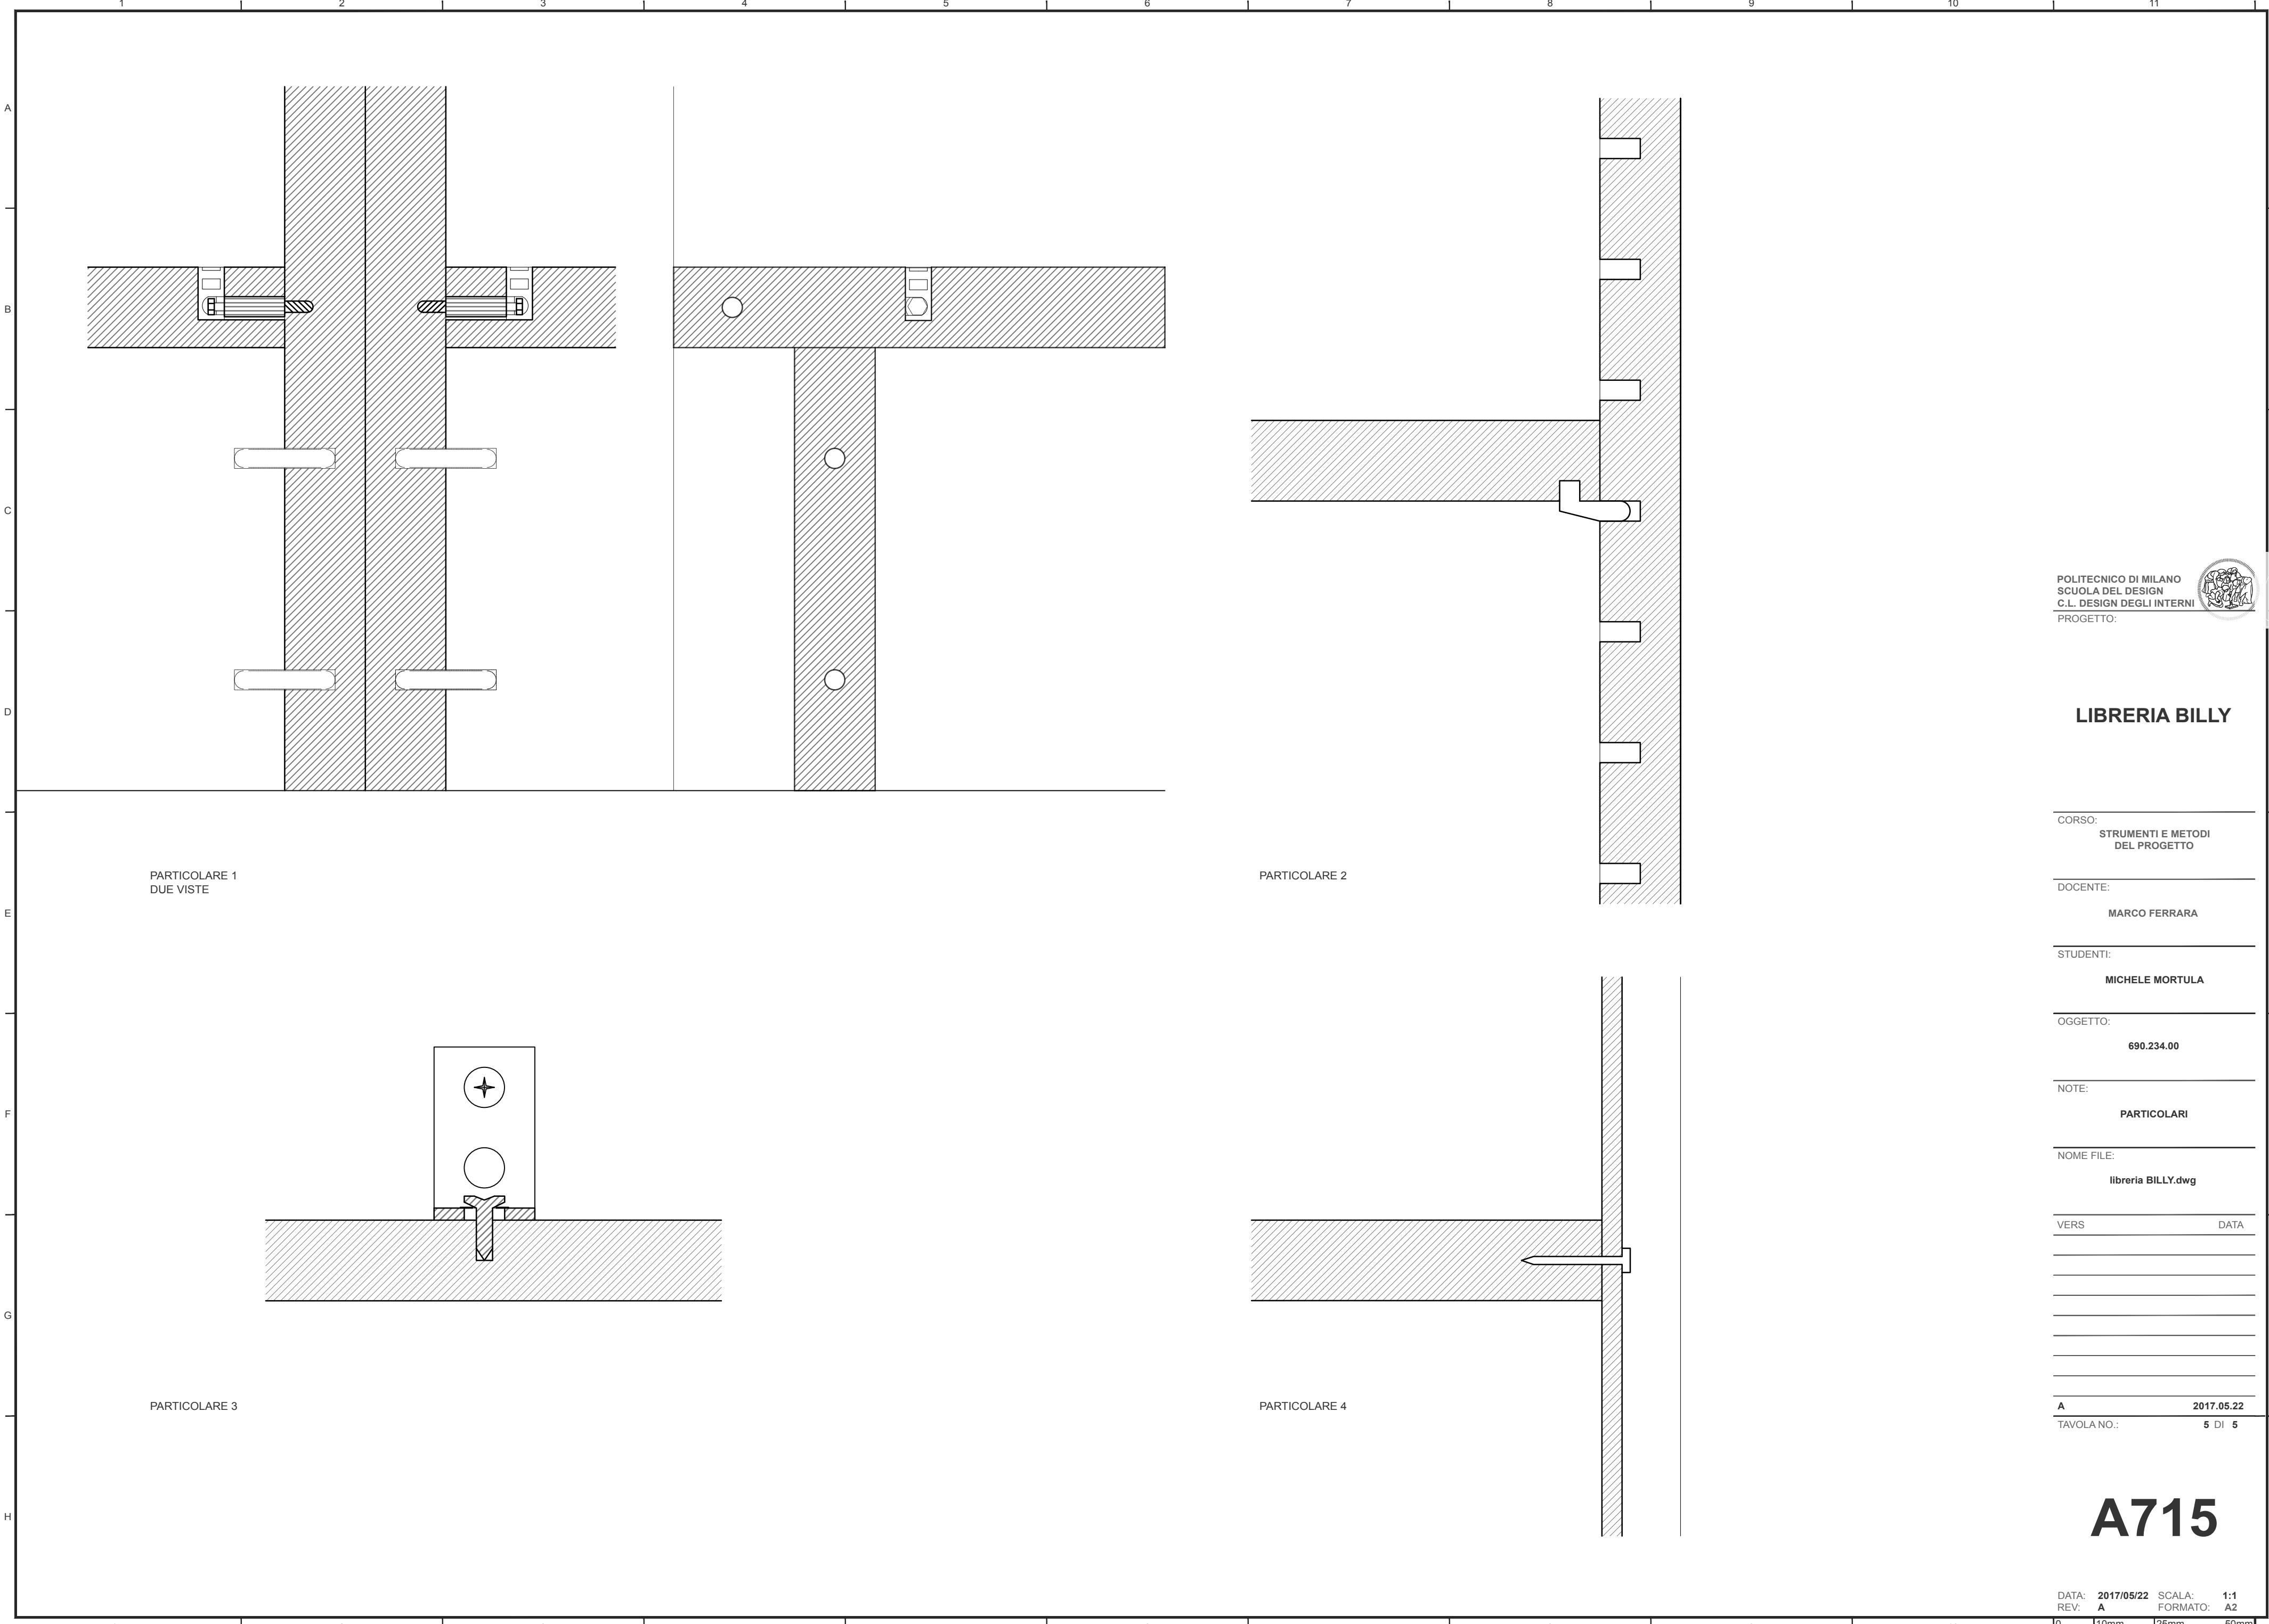 1 2 3 4 5 6 7 8 9 10 11
A
B
C
D
E
F
G
H
PARTICOLARE 1
DUE VISTE
PARTICOLARE 2
PARTICOLARE 3
PARTICOLARE 4
POLITECNICO DI MILANO
SCUOLA DEL DESIGN
C.L. DESIGN DEGLI INTERNI
PROGETTO:
LIBRERIA BILLY
CORSO:
STRUMENTI E METODI
DEL PROGETTO
DOCENTE:
MARCO FERRARA
STUDENTI:
MICHELE MORTULA
OGGETTO:
690.234.00
NOTE:
PARTICOLARI
NOME FILE:
libreria BILLY.dwg
VERS DATA
A 2017.05.22
TAVOLA NO.: 5 DI 5
A715
DATA: 2017/05/22 SCALA: 1:1
REV: A FORMATO: A2
0 10mm 25mm 50mm